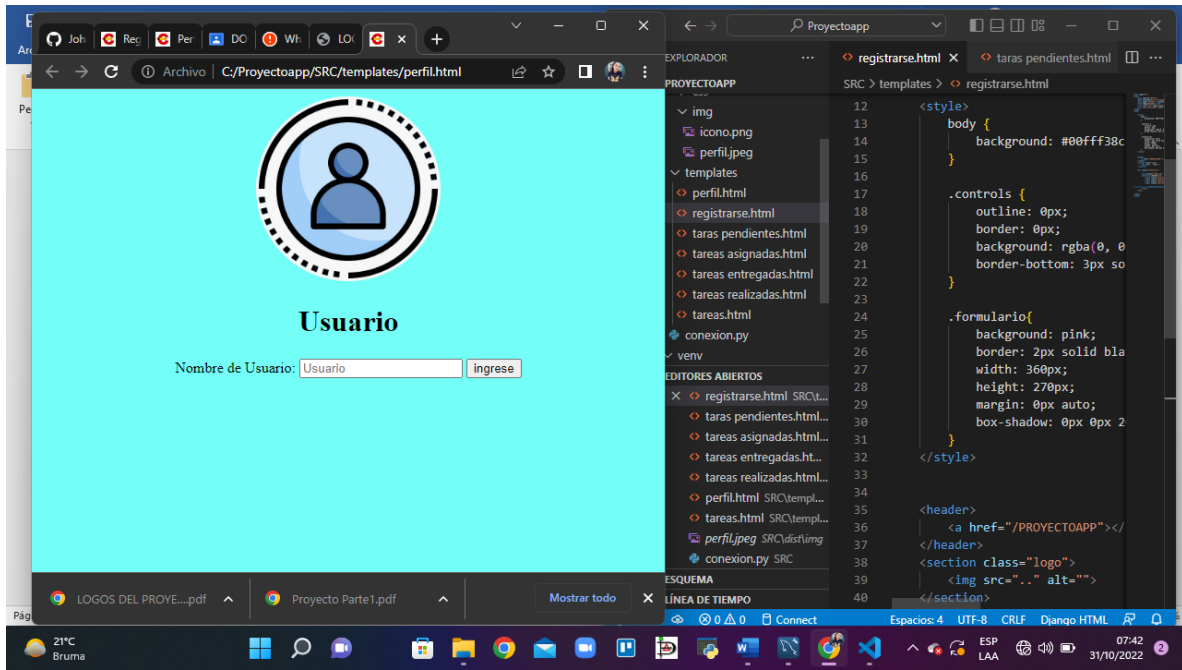 Joh
Reg
Per
DO
Wh
LO
Archivo | C:/Proyectoapp/SRC/templates/perfil.html
Usuario
Nombre de Usuario: Usuario ingrese
LOGOS DEL PROYE....pdf
Proyecto Parte1.pdf
Mostrar todo
Proyectoapp
EXPLORADOR
PROYECTOAPP
img
icono.png
perfil.jpeg
templates
perfil.html
registrarse.html
taras pendientes.html
tareas asignadas.html
tareas entregadas.html
tareas realizadas.html
tareas.html
conexion.py
venv
EDITORES ABIERTOS
registrarse.html SRC\t...
taras pendientes.html...
tareas asignadas.html...
tareas entregadas.ht...
tareas realizadas.html...
perfil.html SRC\templ...
tareas.html SRC\templ...
perfil.jpeg SRC\dist\img
conexion.py SRC
ESQUEMA
LÍNEA DE TIEMPO
registrarse.html
taras pendientes.html
SRC > templates > registrarse.html
12 <style>
13 body {
14 background: #00fff38c
15 }
16
17 .controls {
18 outline: 0px;
19 border: 0px;
20 background: rgba(0, 0
21 border-bottom: 3px so
22 }
23
24 .formulario{
25 background: pink;
26 border: 2px solid bla
27 width: 360px;
28 height: 270px;
29 margin: 0px auto;
30 box-shadow: 0px 0px 2
31 }
32 </style>
33
34
35 <header>
36 <a href="/PROYECTOAPP"></
37 </header>
38 <section class="logo">
39 <img src=".." alt="">
40 </section>
0 0 Connect
Espacios: 4 UTF-8 CRLF Django HTML
Pág
21°C
Bruma
ESP
LAA
07:42
31/10/2022
2